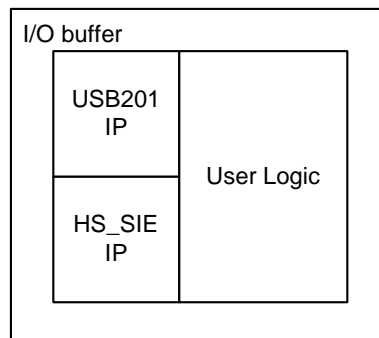 I/O buffer
USB201
IP
User Logic
HS_SIE
IP